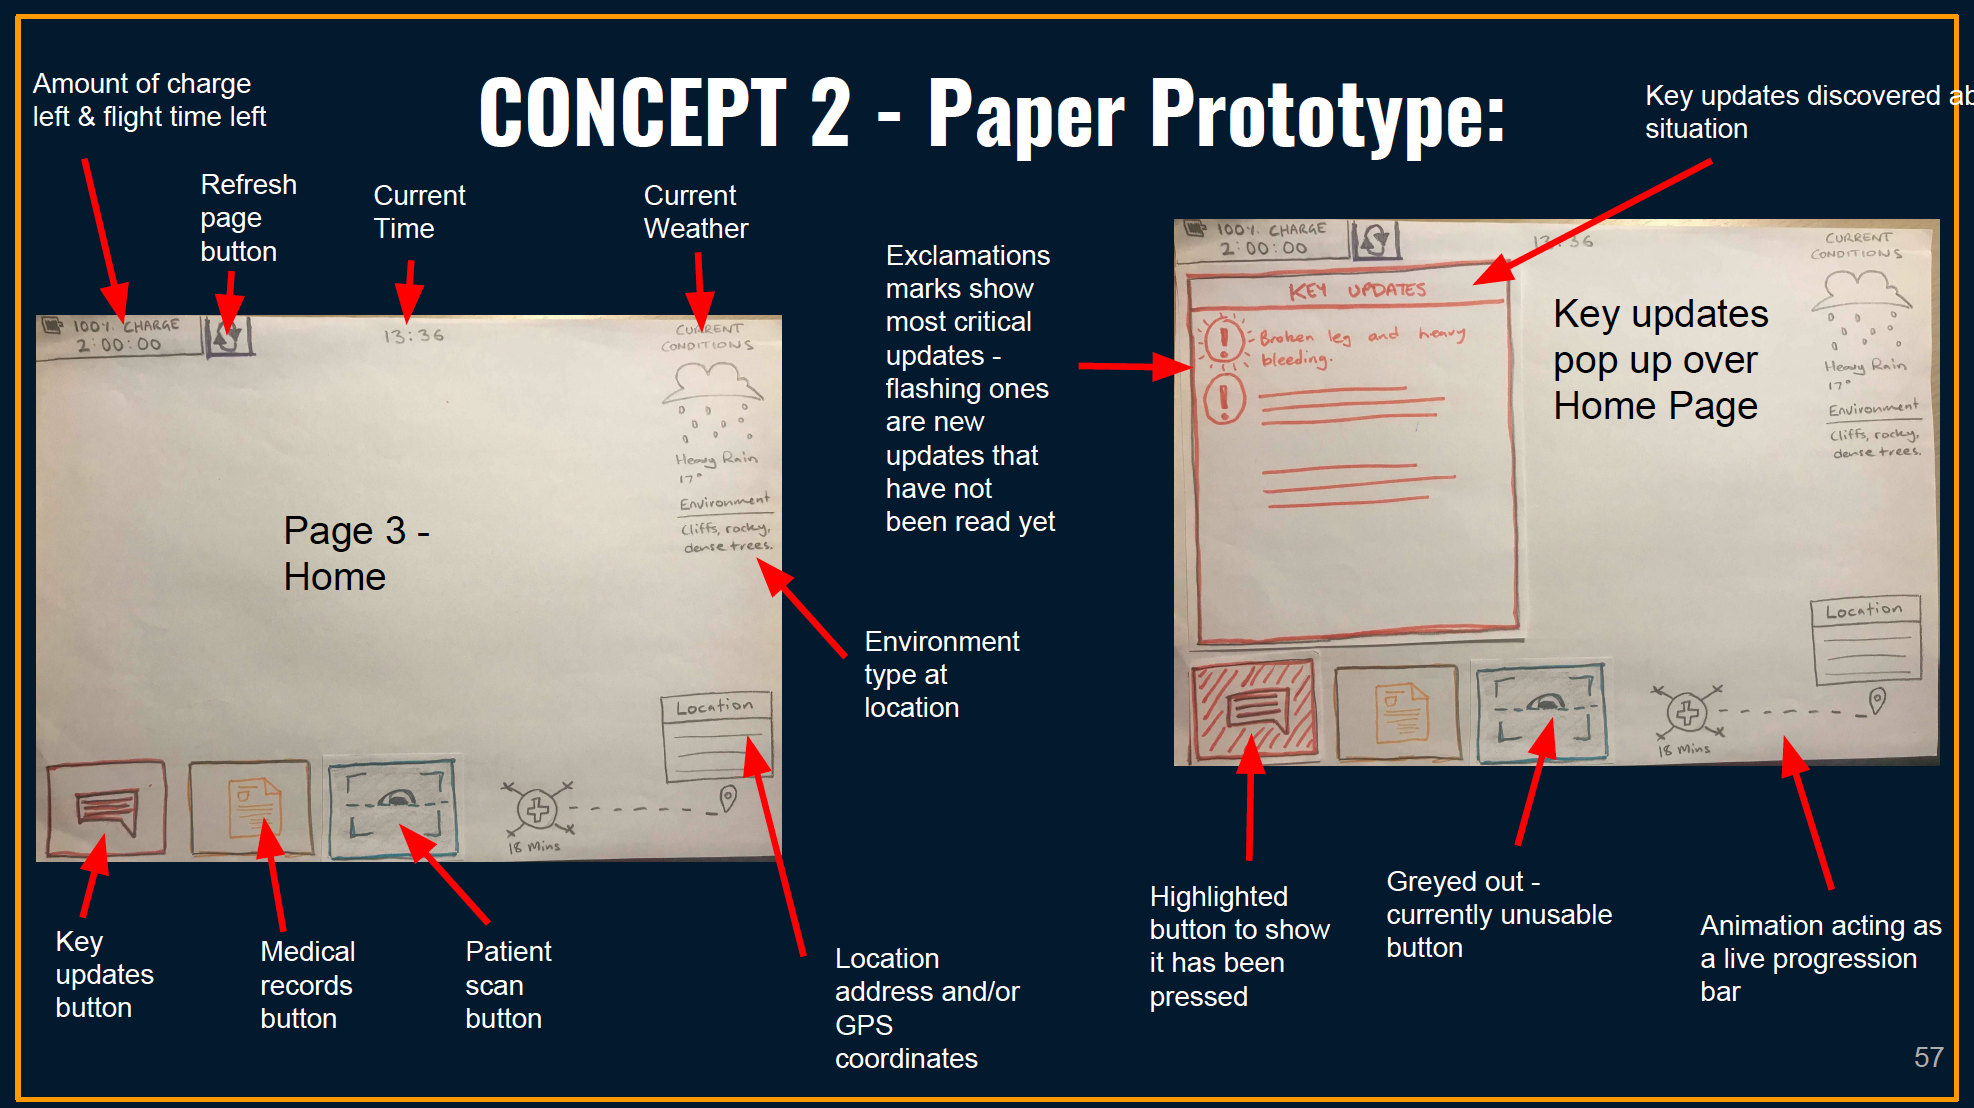 CONCEPT 2 - Paper Prototype:
Amount of charge
left & flight time left
Refresh
page
button
Current
Time
Current
Weather
Key updates discovered ab
situation
Exclamations
marks show
most critical
updates -
flashing ones
are new
updates that
have not
been read yet
100% CHARGE
2:00:00
13:36
CURRENT
CONDITIONS
Heavy Rain
17°
Environment
Cliffs, rocky,
dense trees.
Page 3 -
Home
Location
18 Mins
Environment
type at
location
100% CHARGE
2:00:00
13:36
CURRENT
CONDITIONS
KEY UPDATES
! Broken leg and heavy
bleeding.
!
Key updates
pop up over
Home Page
Heavy Rain
17°
Environment
Cliffs, rocky,
dense trees.
Location
18 Mins
Key
updates
button
Medical
records
button
Patient
scan
button
Location
address and/or
GPS
coordinates
Highlighted
button to show
it has been
pressed
Greyed out -
currently unusable
button
Animation acting as
a live progression
bar
57